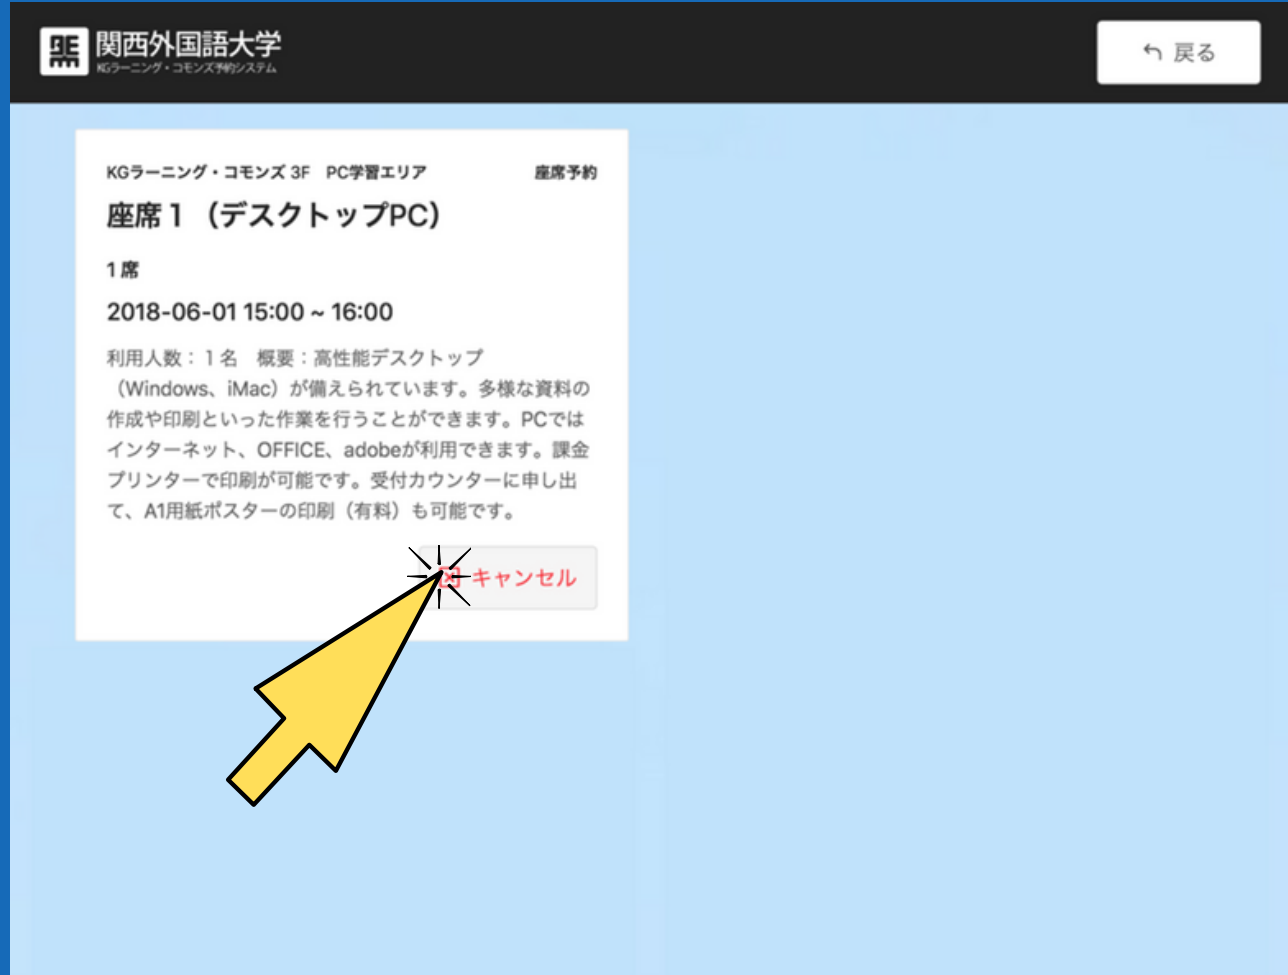 関西外国語大学
KGラーニング・コモンズ予約システム
戻る
KGラーニング・コモンズ 3F　PC学習エリア
座席予約
座席１（デスクトップPC）
1 席
2018-06-01 15:00 ~ 16:00
利用人数：１名　概要：高性能デスクトップ
（Windows、iMac）が備えられています。多様な資料の
作成や印刷といった作業を行うことができます。PCでは
インターネット、OFFICE、adobeが利用できます。課金
プリンターで印刷が可能です。受付カウンターに申し出
て、A1用紙ポスターの印刷（有料）も可能です。
キャンセル